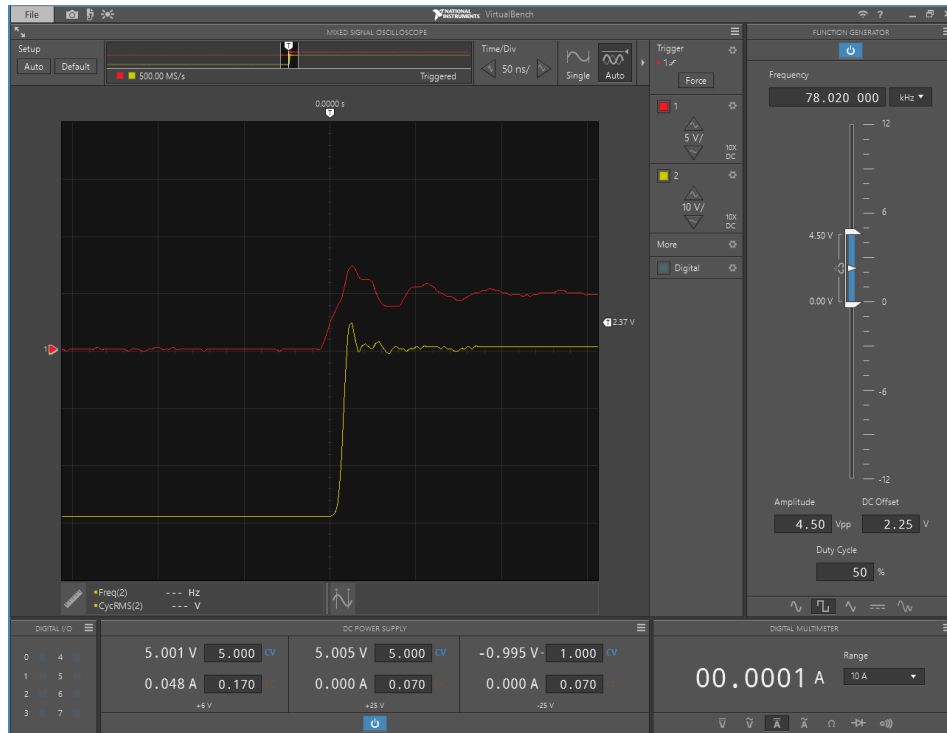 File
NATIONAL INSTRUMENTS VirtualBench
?
MIXED SIGNAL OSCILLOSCOPE
Setup
Auto Default
T
500.00 MS/s Triggered
Time/Div
50 ns/
Single Auto
Trigger
1
Force
0.0000 s
T
1
5 V/
10X
DC
2
10 V/
10X
DC
More
Digital
1
T 2.37 V
Freq(2) --- Hz
CycRMS(2) --- V
FUNCTION GENERATOR
Frequency
78.020 000 kHz
12
6
4.50 V
0.00 V
0
-6
-12
Amplitude DC Offset
4.50 Vpp 2.25 V
Duty Cycle
50 %
DIGITAL I/O
0 4
1 5
2 6
3 7
DC POWER SUPPLY
5.001 V 5.000 CV
0.048 A 0.170
+6 V
5.005 V 5.000 CV
0.000 A 0.070
+25 V
-0.995 V - 1.000 CV
0.000 A 0.070
-25 V
DIGITAL MULTIMETER
00.0001 A
Range
10 A
V V A A Ω